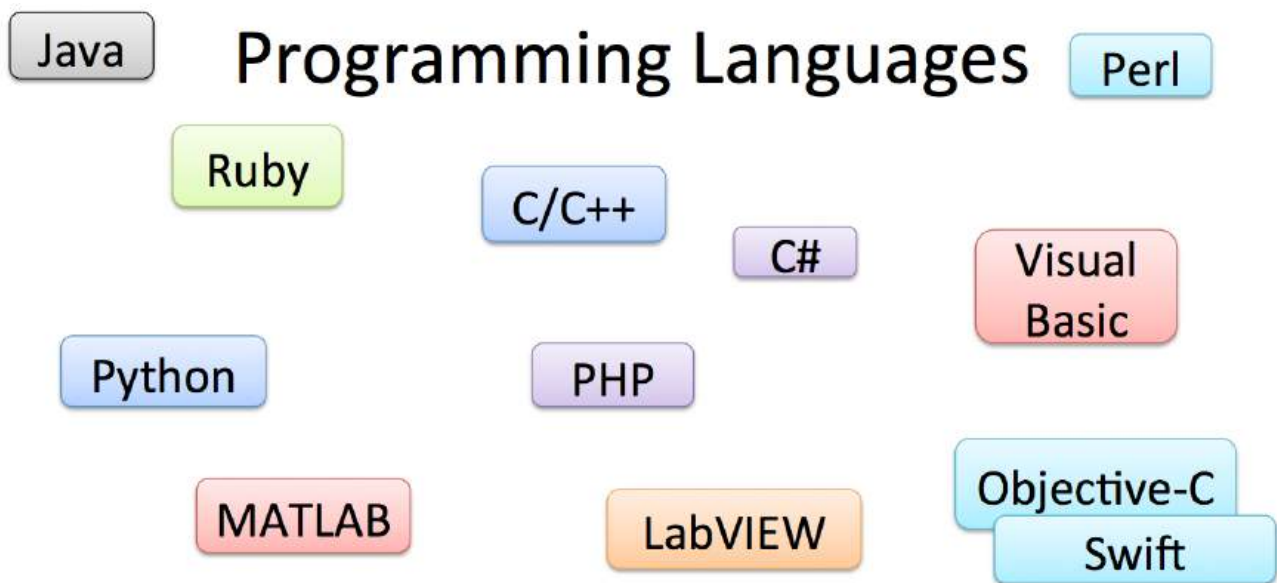 Java
Programming Languages
Perl
Ruby
C/C++
C#
Visual
Basic
Python
PHP
MATLAB
LabVIEW
Objective-C
Swift